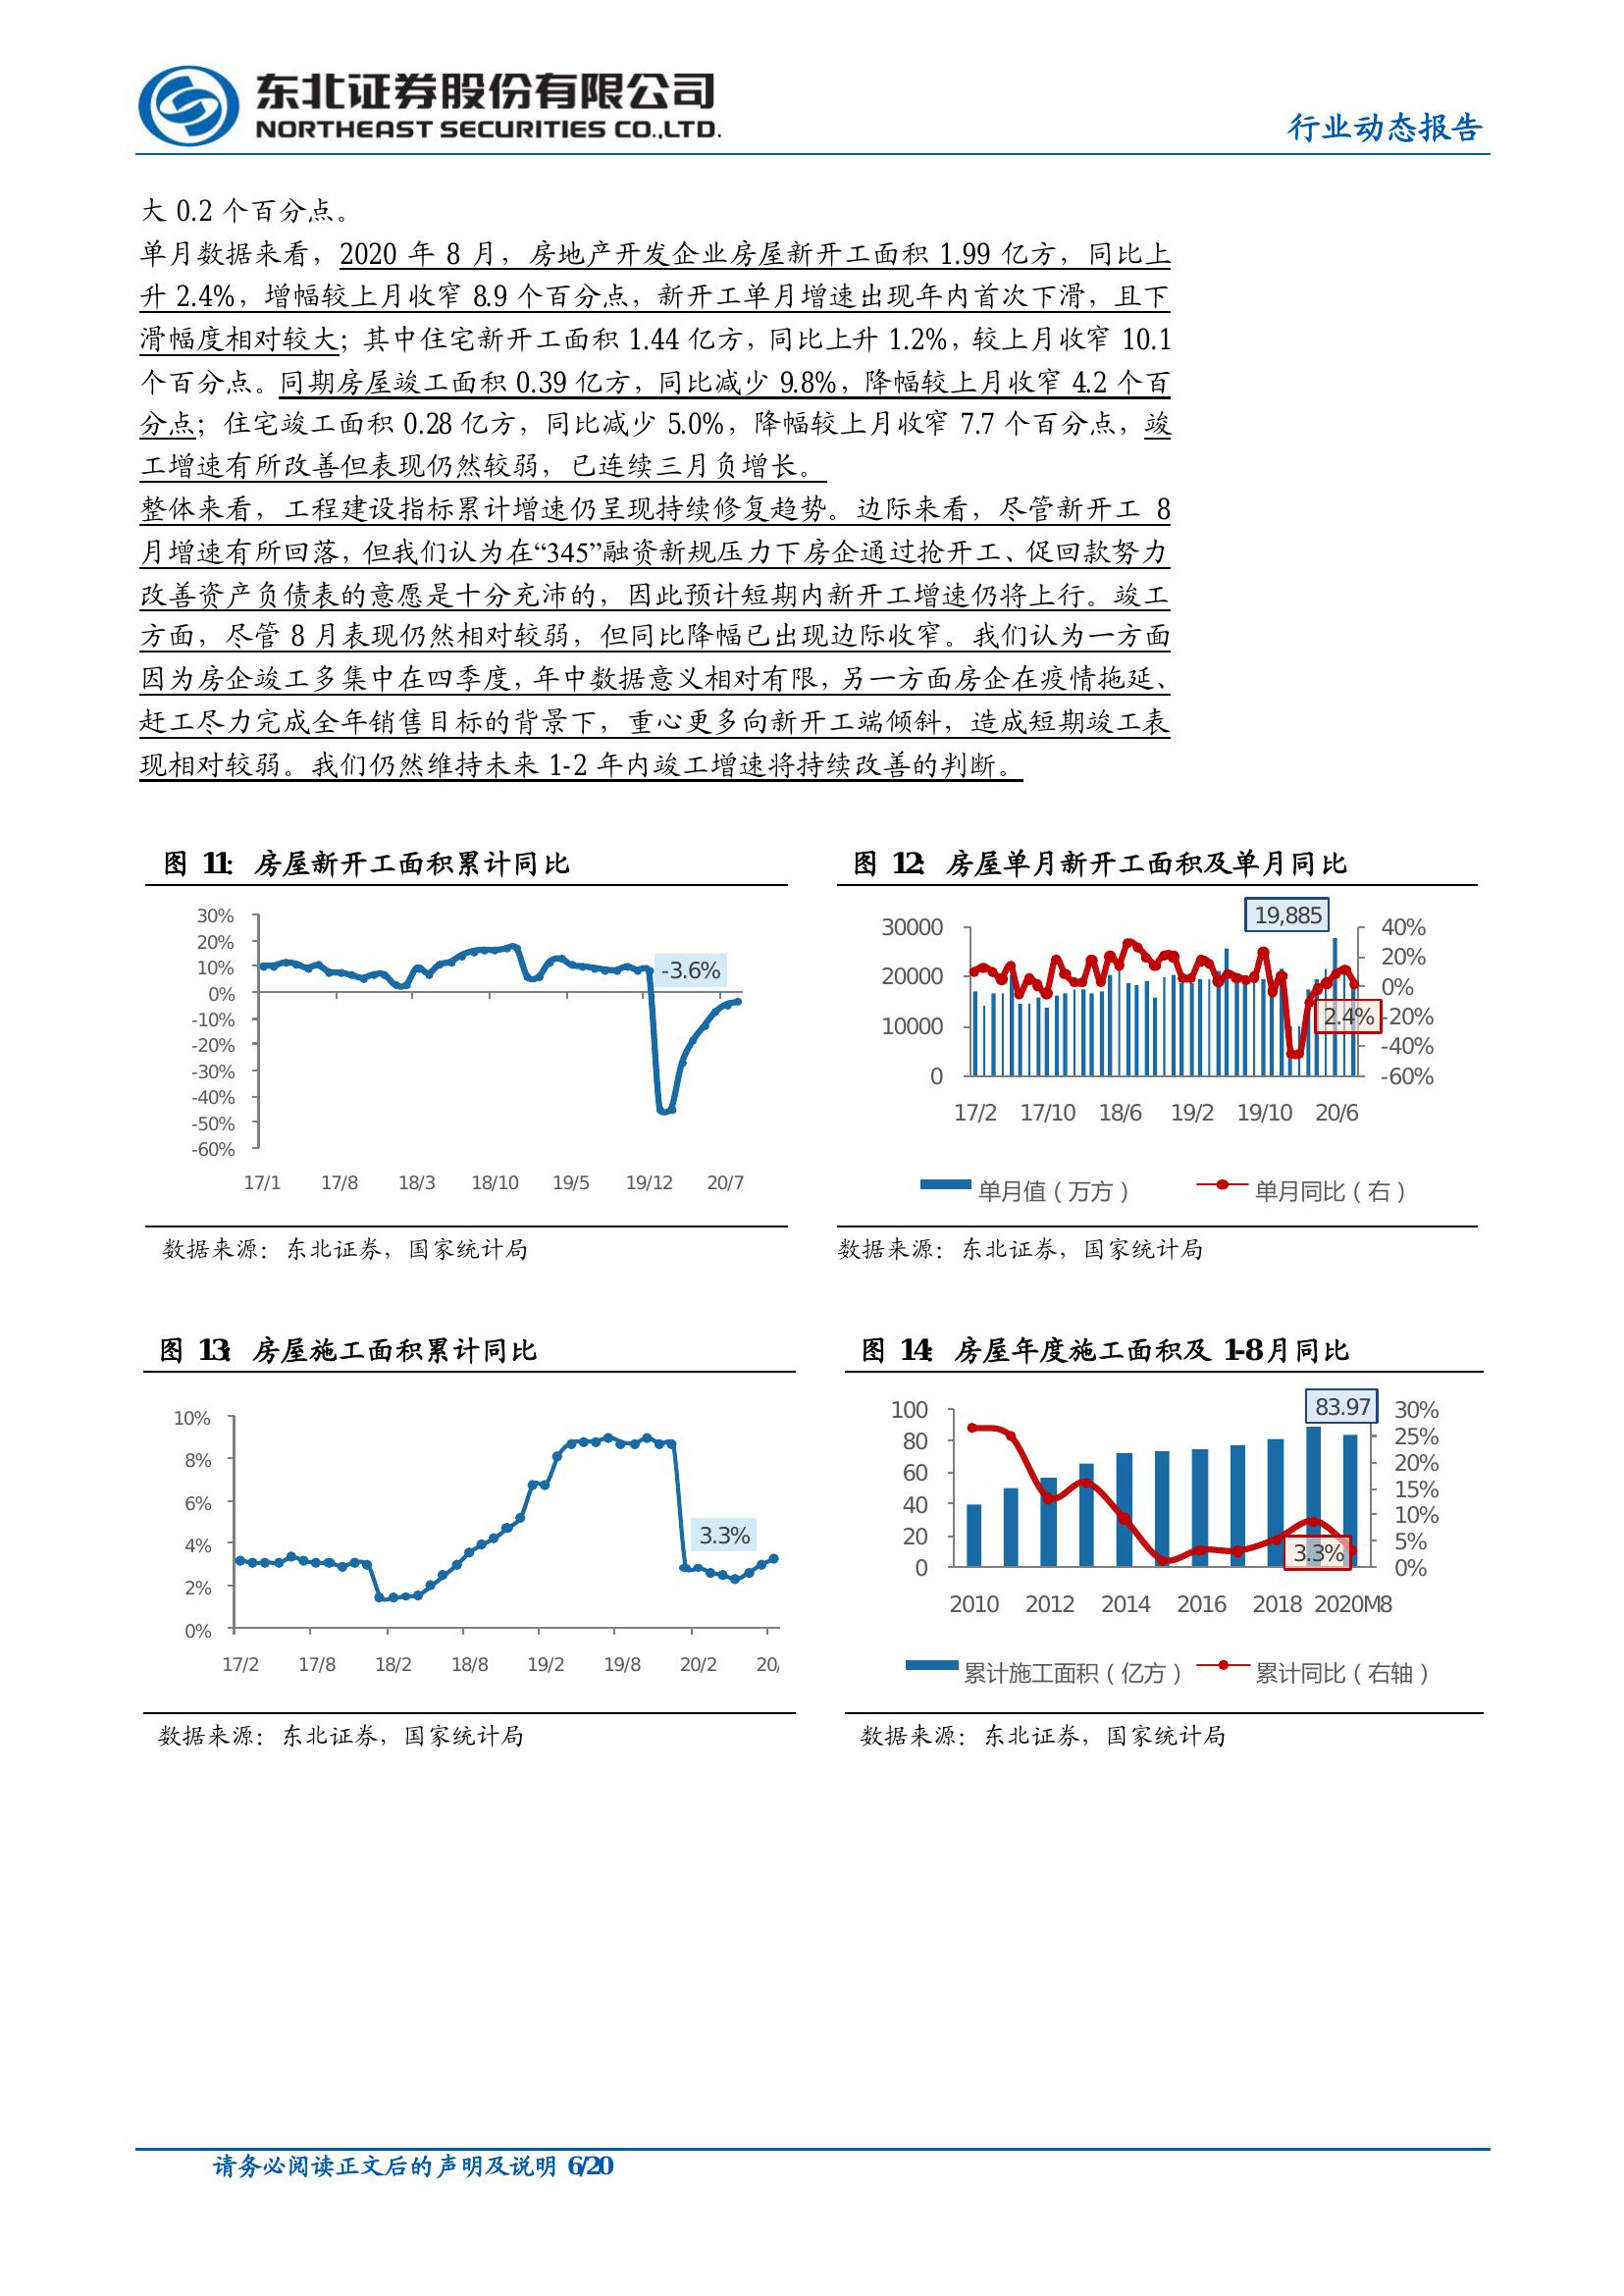 东北证券股份有限公司
NORTHEAST SECURITIES CO.,LTD.
行业动态报告
大 0.2 个百分点。
单月数据来看，2020 年 8 月，房地产开发企业房屋新开工面积 1.99 亿方，同比上
升 2.4%，增幅较上月收窄 8.9 个百分点，新开工单月增速出现年内首次下滑，且下
滑幅度相对较大；其中住宅新开工面积 1.44 亿方，同比上升 1.2%，较上月收窄 10.1
个百分点。同期房屋竣工面积 0.39 亿方，同比减少 9.8%，降幅较上月收窄 4.2 个百
分点；住宅竣工面积 0.28 亿方，同比减少 5.0%，降幅较上月收窄 7.7 个百分点，竣
工增速有所改善但表现仍然较弱，已连续三月负增长。
整体来看，工程建设指标累计增速仍呈现持续修复趋势。边际来看，尽管新开工 8
月增速有所回落，但我们认为在“345”融资新规压力下房企通过抢开工、促回款努力
改善资产负债表的意愿是十分充沛的，因此预计短期内新开工增速仍将上行。竣工
方面，尽管 8 月表现仍然相对较弱，但同比降幅已出现边际收窄。我们认为一方面
因为房企竣工多集中在四季度，年中数据意义相对有限，另一方面房企在疫情拖延、
赶工尽力完成全年销售目标的背景下，重心更多向新开工端倾斜，造成短期竣工表
现相对较弱。我们仍然维持未来 1-2 年内竣工增速将持续改善的判断。
图 11：房屋新开工面积累计同比
30%
20%
10%
0%
-10%
-20%
-30%
-40%
-50%
-60%
-3.6%
17/1 17/8 18/3 18/10 19/5 19/12 20/7
数据来源：东北证券，国家统计局
图 12：房屋单月新开工面积及单月同比
19,885
30000
20000
10000
0
40%
20%
0%
-20%
-40%
-60%
2.4%
17/2 17/10 18/6 19/2 19/10 20/6
单月值（万方） 单月同比（右）
数据来源：东北证券，国家统计局
图 13：房屋施工面积累计同比
10%
8%
6%
4%
2%
0%
3.3%
17/2 17/8 18/2 18/8 19/2 19/8 20/2 20/
数据来源：东北证券，国家统计局
图 14：房屋年度施工面积及 1-8 月同比
83.97
100
80
60
40
20
0
30%
25%
20%
15%
10%
5%
0%
3.3%
2010 2012 2014 2016 2018 2020M8
累计施工面积（亿方） 累计同比（右轴）
数据来源：东北证券，国家统计局
请务必阅读正文后的声明及说明 6/20